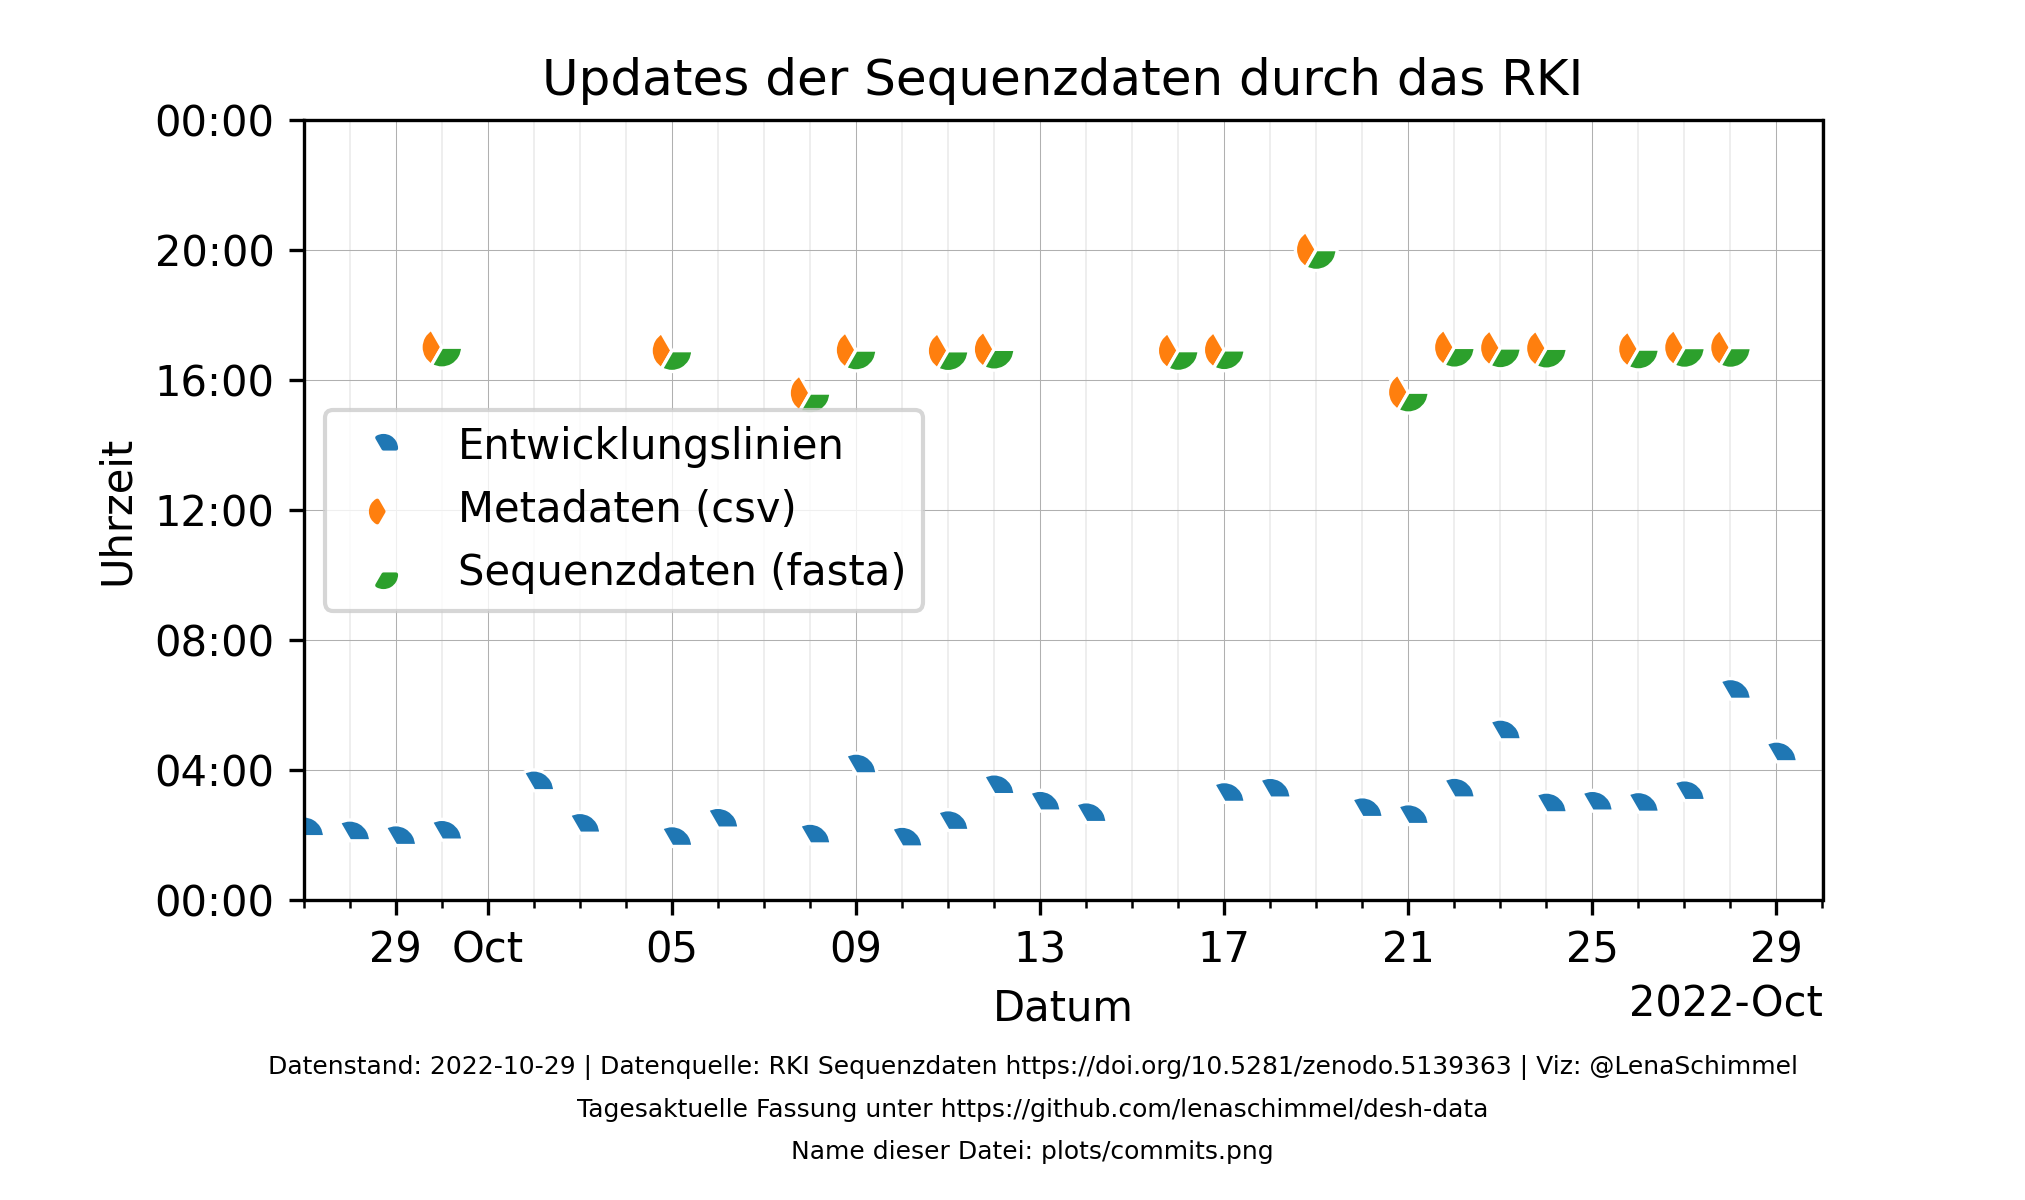 Updates der Sequenzdaten durch das RKI
00:00
20:00
16:00
12:00
08:00
04:00
00:00
Uhrzeit
Entwicklungslinien
Metadaten (csv)
Sequenzdaten (fasta)
29 Oct 05 09 13 17 21 25 29
2022-Oct
Datum
Datenstand: 2022-10-29 | Datenquelle: RKI Sequenzdaten https://doi.org/10.5281/zenodo.5139363 | Viz: @LenaSchimmel
Tagesaktuelle Fassung unter https://github.com/lenaschimmel/desh-data
Name dieser Datei: plots/commits.png